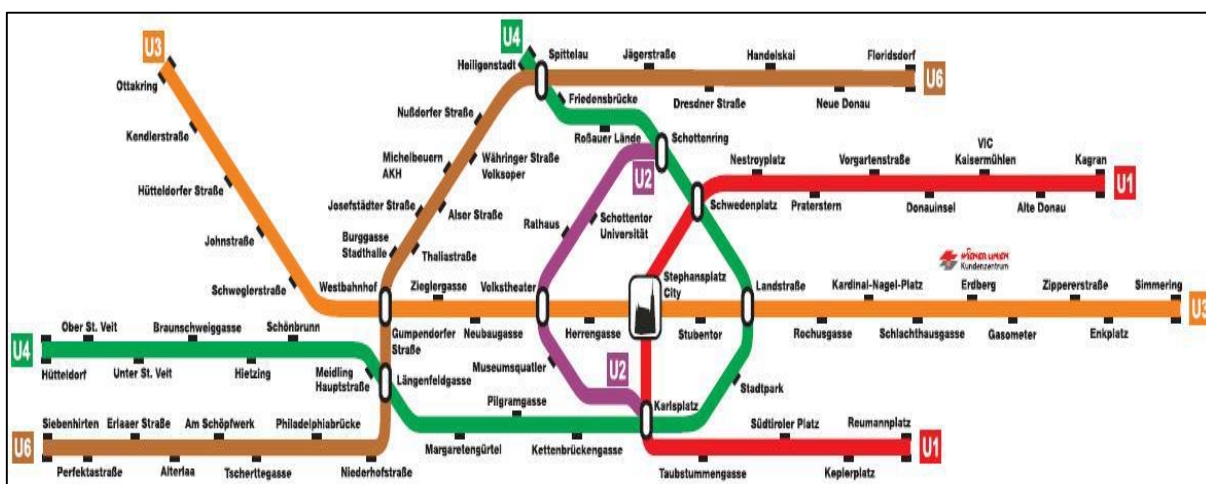 U3
U4
Spittelau
Jägerstraße
Handelskai
Floridsdorf
Heiligenstadt
U6
Ottakring
Friedensbrücke
Dresdner Straße
Neue Donau
Nußdorfer Straße
Kendlerstraße
Roßauer Lände
Schottenring
VIC
Kaisermühlen
Michelbeuern
AKH
Währinger Straße
Volksoper
Nestroyplatz
Vorgartenstraße
Kagran
U2
U1
Hütteldorfer Straße
Josefstädter Straße
Alser Straße
Rathaus
Schottentor
Universität
Schwedenplatz
Praterstern
Donauinsel
Alte Donau
Johnstraße
Burggasse
Stadthalle
Thaliastraße
WIENER LINIEN
Kundenzentrum
Schweglerstraße
Westbahnhof
Zieglergasse
Volkstheater
Stephansplatz
City
Landstraße
Kardinal-Nagel-Platz
Erdberg
Zippererstraße
Simmering
U3
Ober St. Veit
Braunschweiggasse
Schönbrunn
Gumpendorfer
Straße
Neubaugasse
Herrengasse
Stubentor
Rochusgasse
Schlachthausgasse
Gasometer
Enkplatz
U4
Hütteldorf
Unter St. Veit
Hietzing
Meidling
Hauptstraße
Längenfeldgasse
Museumsquatier
U2
Stadtpark
Pilgramgasse
Karlsplatz
Siebenhirten
Erlaaer Straße
Am Schöpfwerk
Philadelphiabrücke
Südtiroler Platz
Reumannplatz
U6
Margaretengürtel
Kettenbrückengasse
U1
Perfektastraße
Alterlaa
Tscherttegasse
Niederhofstraße
Taubstummengasse
Keplerplatz